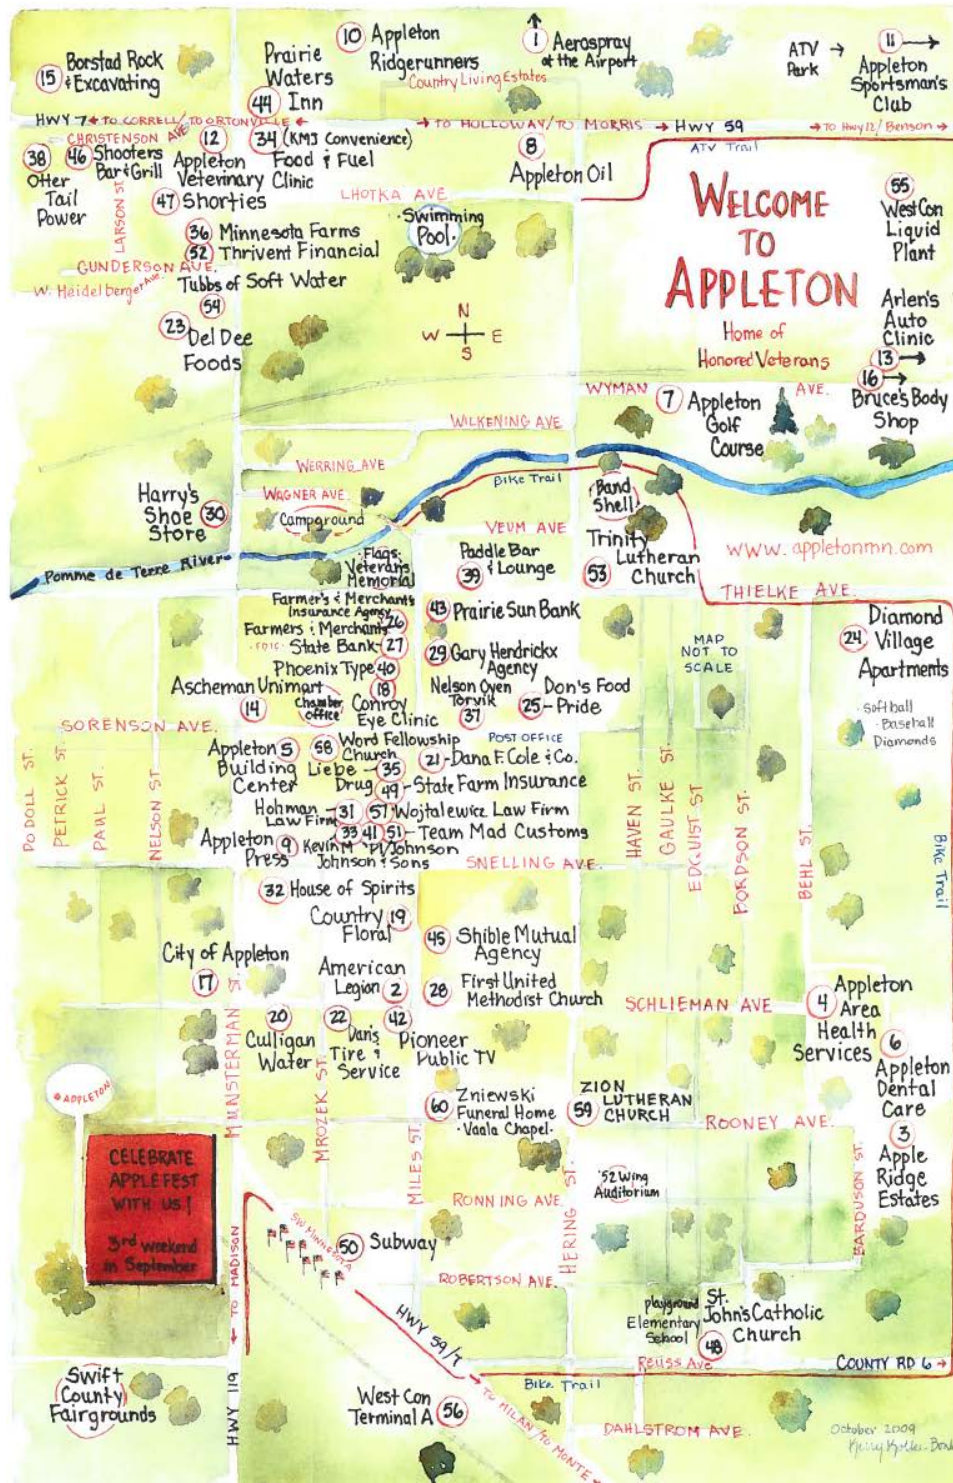 10 Appleton
Ridgerunners
1 Aerospray
at the Airport
ATV →
Park
11 →
Appleton
Sportsman's
Club
15 Borstad Rock
& Excavating
Prairie
Waters
44 Inn
Country Living Estates
HWY 7 ← TO CORRELL/TO ORTONVILLE ←
→ TO HOLLOWAY/TO MORRIS → HWY 59
→ TO Hwy 12/Benson →
ATV Trail
CHRISTENSON AVE
38
Otter
Tail
Power
46 Shooters
Bar & Grill
12
Appleton
Veterinary
Clinic
34 (KMJ Convenience)
Food & Fuel
8
Appleton Oil
LARSON ST.
47 Shorties
LHOTKA AVE
Swimming
Pool
WELCOME
TO
APPLETON
Home of
Honored Veterans
55
WestCon
Liquid
Plant
36 Minnesota Farms
52 Thrivent Financial
GUNDERSON AVE.
W. Heidelberger Ave.
Tubbs of Soft Water
54
23 Del Dee
Foods
N
W E
S
Arlen's
Auto
Clinic
13 →
16 →
Bruce's Body
Shop
WYMAN AVE.
7 Appleton
Golf
Course
WILKENING AVE
WERRING AVE
WAGNER AVE.
Campground
Bike Trail
Band
Shell
Harry's
Shoe 30
Store
VEUM AVE
Pomme de Terre River
Flags
Veterans
Memorial
Paddle Bar
39 & Lounge
Trinity
Lutheran
53 Church
www.appletonmn.com
THIELKE AVE.
Farmer's & Merchants
Insurance Agency
26
Farmers & Merchants
FDIC State Bank - 27
43 Prairie Sun Bank
MAP
NOT TO
SCALE
Diamond
24 Village
Apartments
Phoenix Type 40
29 Gary Hendrickx
Agency
Ascheman Unimart
14
Chamber
office
18
Conroy
Eye Clinic
Nelson Oyen
Torvik
37
Don's Food
25 - Pride
Softball
Baseball
Diamonds
SORENSON AVE.
POST OFFICE
PODOLL ST.
PETRICK ST.
PAUL ST.
NELSON ST.
Appleton 5
Building
Center
58 Word Fellowship
Church
Liebe - 35
Drug
21 - Dana F. Cole & Co.
49 - State Farm Insurance
Hohman - 31
Law Firm
57 Wojtalewicz Law Firm
33 41 51 - Team Mad Customs
Appleton 9
Press
Johnson & Sons
SNELLING AVE.
HAVEN ST.
GAULKE ST.
EDQUIST ST
BORDSON ST.
BEHL ST.
Bike Trail
32 House of Spirits
Country 19
Floral
45 Shible Mutual
Agency
City of Appleton
17
American
Legion 2
28 First United
Methodist Church
SCHLIEMAN AVE
4 Appleton
Area
Health
Services
20
Culligan
Water
22
Dan's
Tire &
Service
42
Pioneer
Public TV
6
Appleton
Dental
Care
MUNSTERMAN ST.
MROZEK ST.
MILES ST.
HERING ST.
APPLETON
60 Zniewski
Funeral Home
Vaala Chapel
ZION
59 LUTHERAN
CHURCH
ROONEY AVE.
3
Apple
Ridge
Estates
BARDUSON ST.
CELEBRATE
APPLEFEST
WITH US!
3rd weekend
in September
RONNING AVE.
'52 Wing
Auditorium
SW MINNESOTA
50 Subway
→ TO MADISON
ROBERTSON AVE.
playground
Elementary
School
St.
John's Catholic
48 Church
HWY 59/7
Reuss Ave
COUNTY RD 6 →
Bike Trail
Swift
County
Fairgrounds
HWY 119
West Con
Terminal A 56
→ TO MILAN/TO MONTE
DAHLSTROM AVE.
October 2009